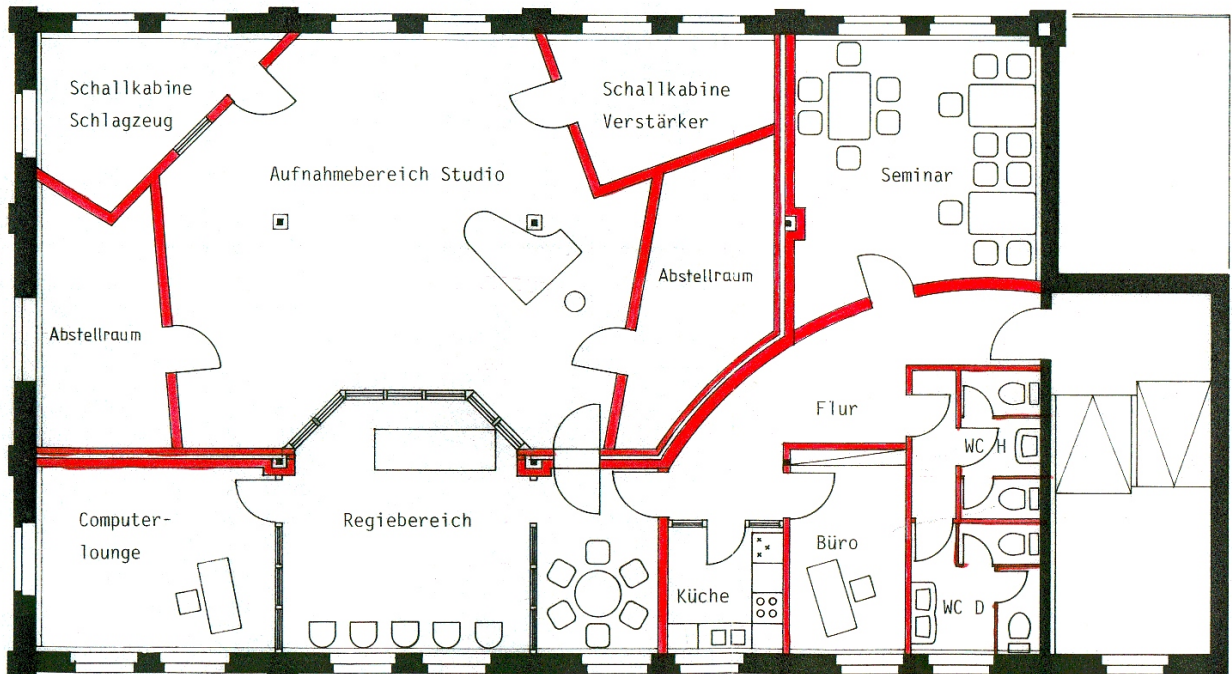 Schallkabine
Schlagzeug
Schallkabine
Verstärker
Aufnahmebereich Studio
Seminar
Abstellraum
Abstellraum
Flur
WC H
Computer-
lounge
Regiebereich
Büro
Küche
WC D